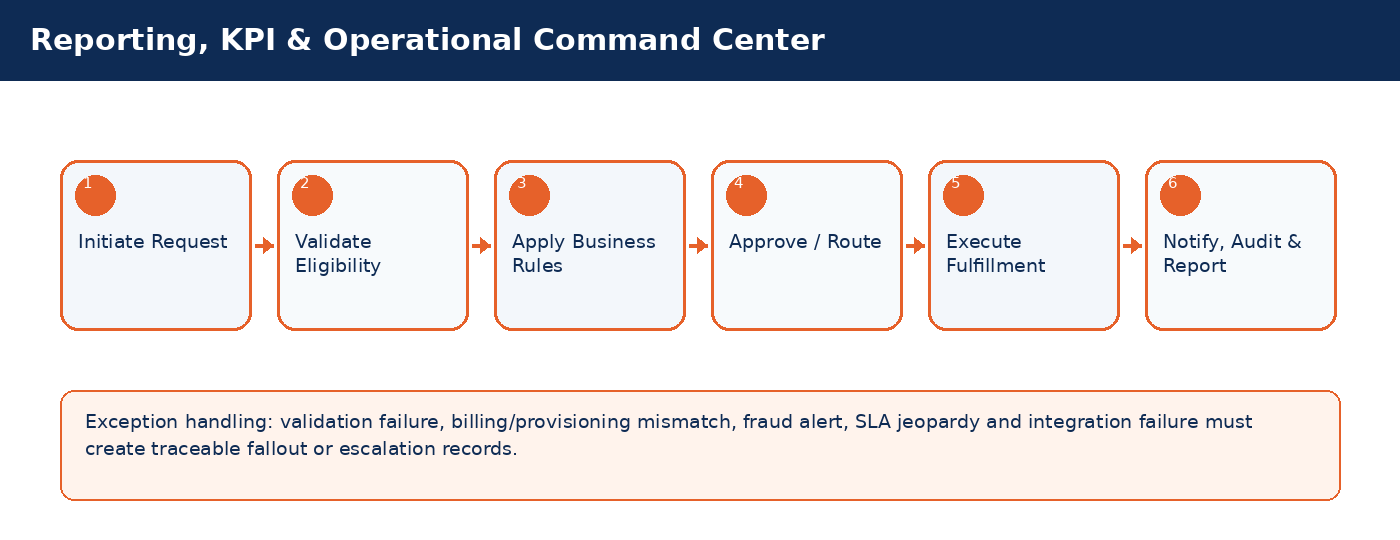 Reporting, KPI & Operational Command Center
1
Initiate Request
2
Validate
Eligibility
3
Apply Business
Rules
4
Approve / Route
5
Execute
Fulfillment
6
Notify, Audit &
Report
Exception handling: validation failure, billing/provisioning mismatch, fraud alert, SLA jeopardy and integration failure must
create traceable fallout or escalation records.